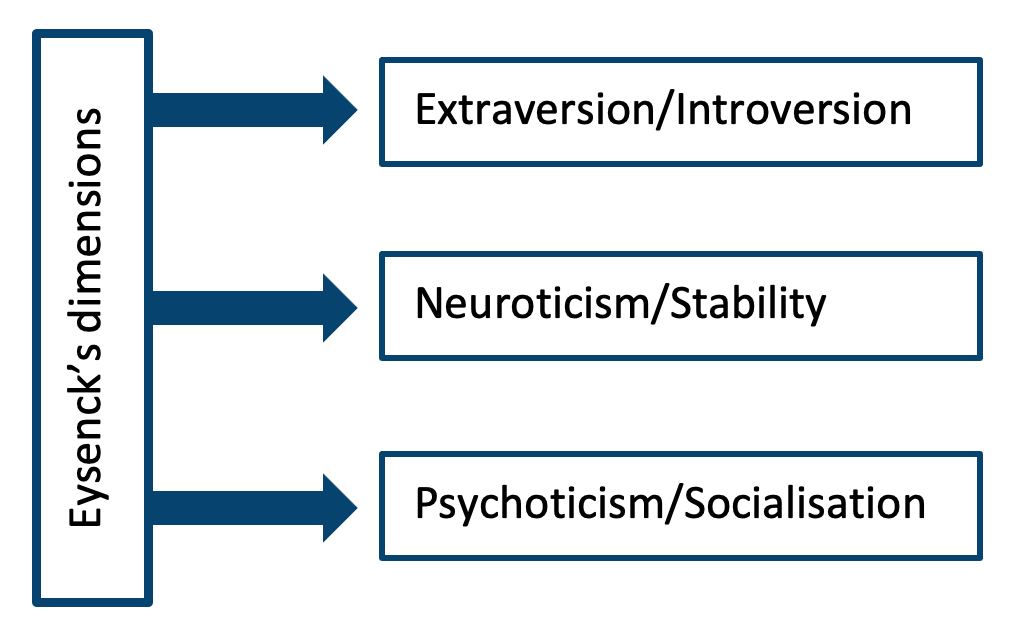 Eysenck’s dimensions
Extraversion/Introversion
Neuroticism/Stability
Psychoticism/Socialisation